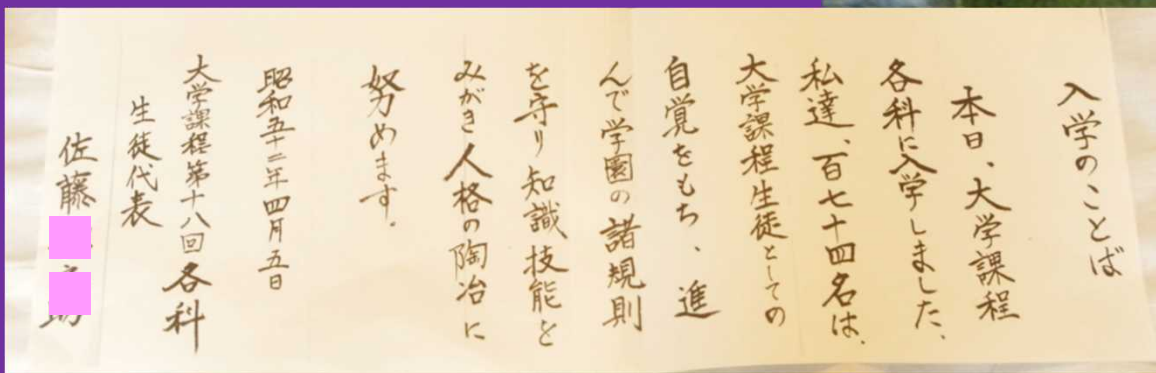 入学のことば
本日、大学課程
各科に入学しました、
私達、百七十四名は、
大学課程生徒としての
自覚をもち、進
んで学園の諸規則
を守り知識技能を
みがき人格の陶冶に
努めます。
昭和五十二年四月五日
大学課程第十八回各科
生徒代表
佐藤